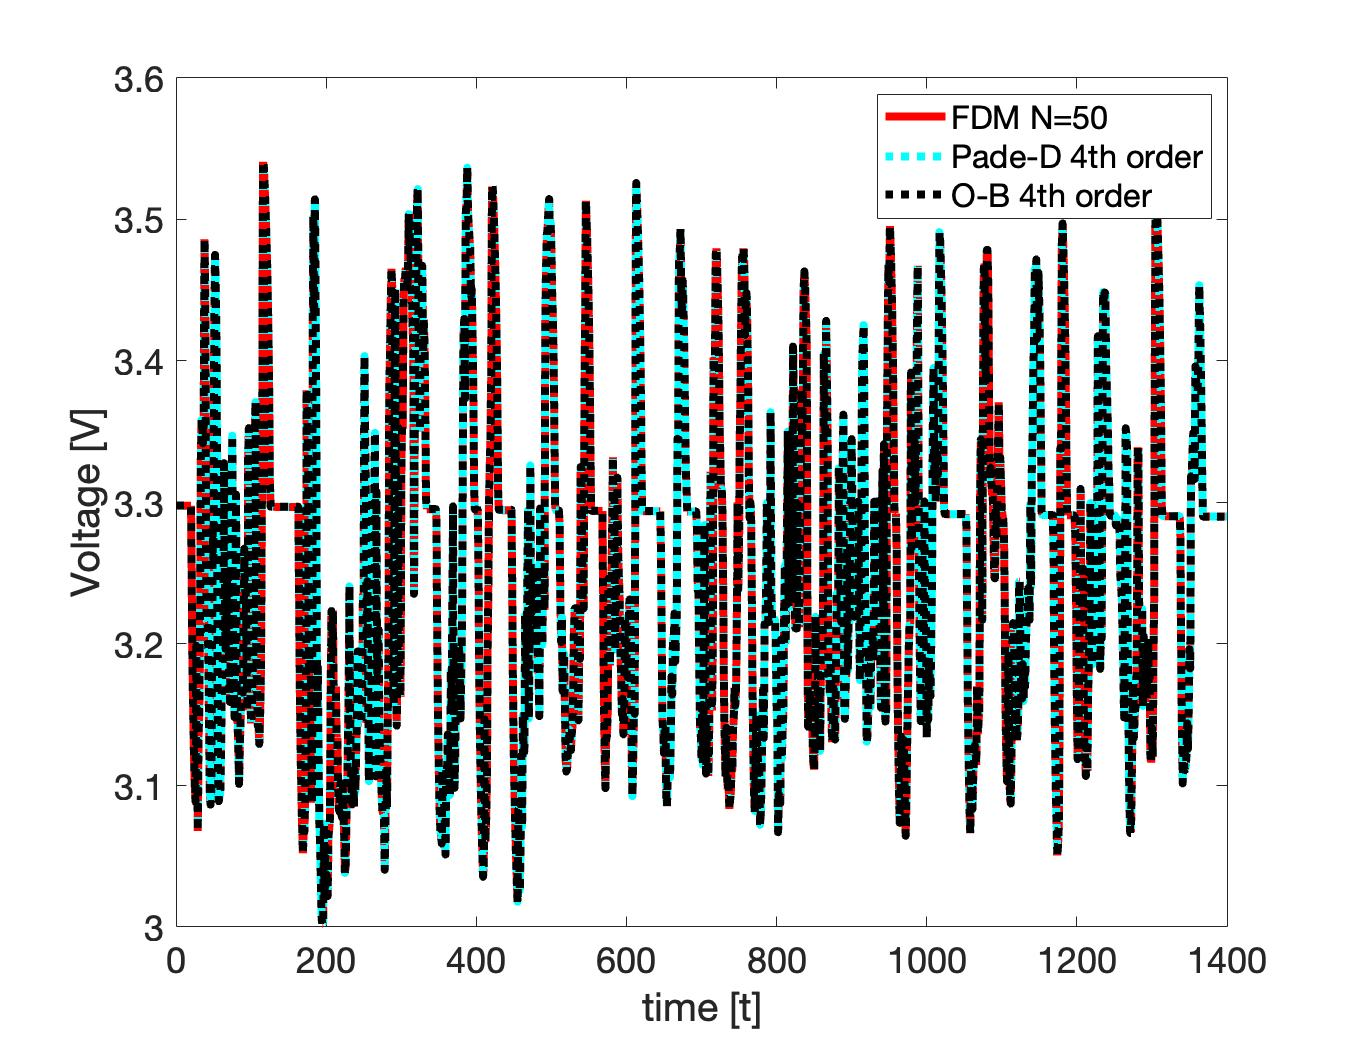 3.6
3.5
3.4
3.3
3.2
3.1
3
Voltage [V]
FDM N=50
Pade-D 4th order
O-B 4th order
0 200 400 600 800 1000 1200 1400
time [t]